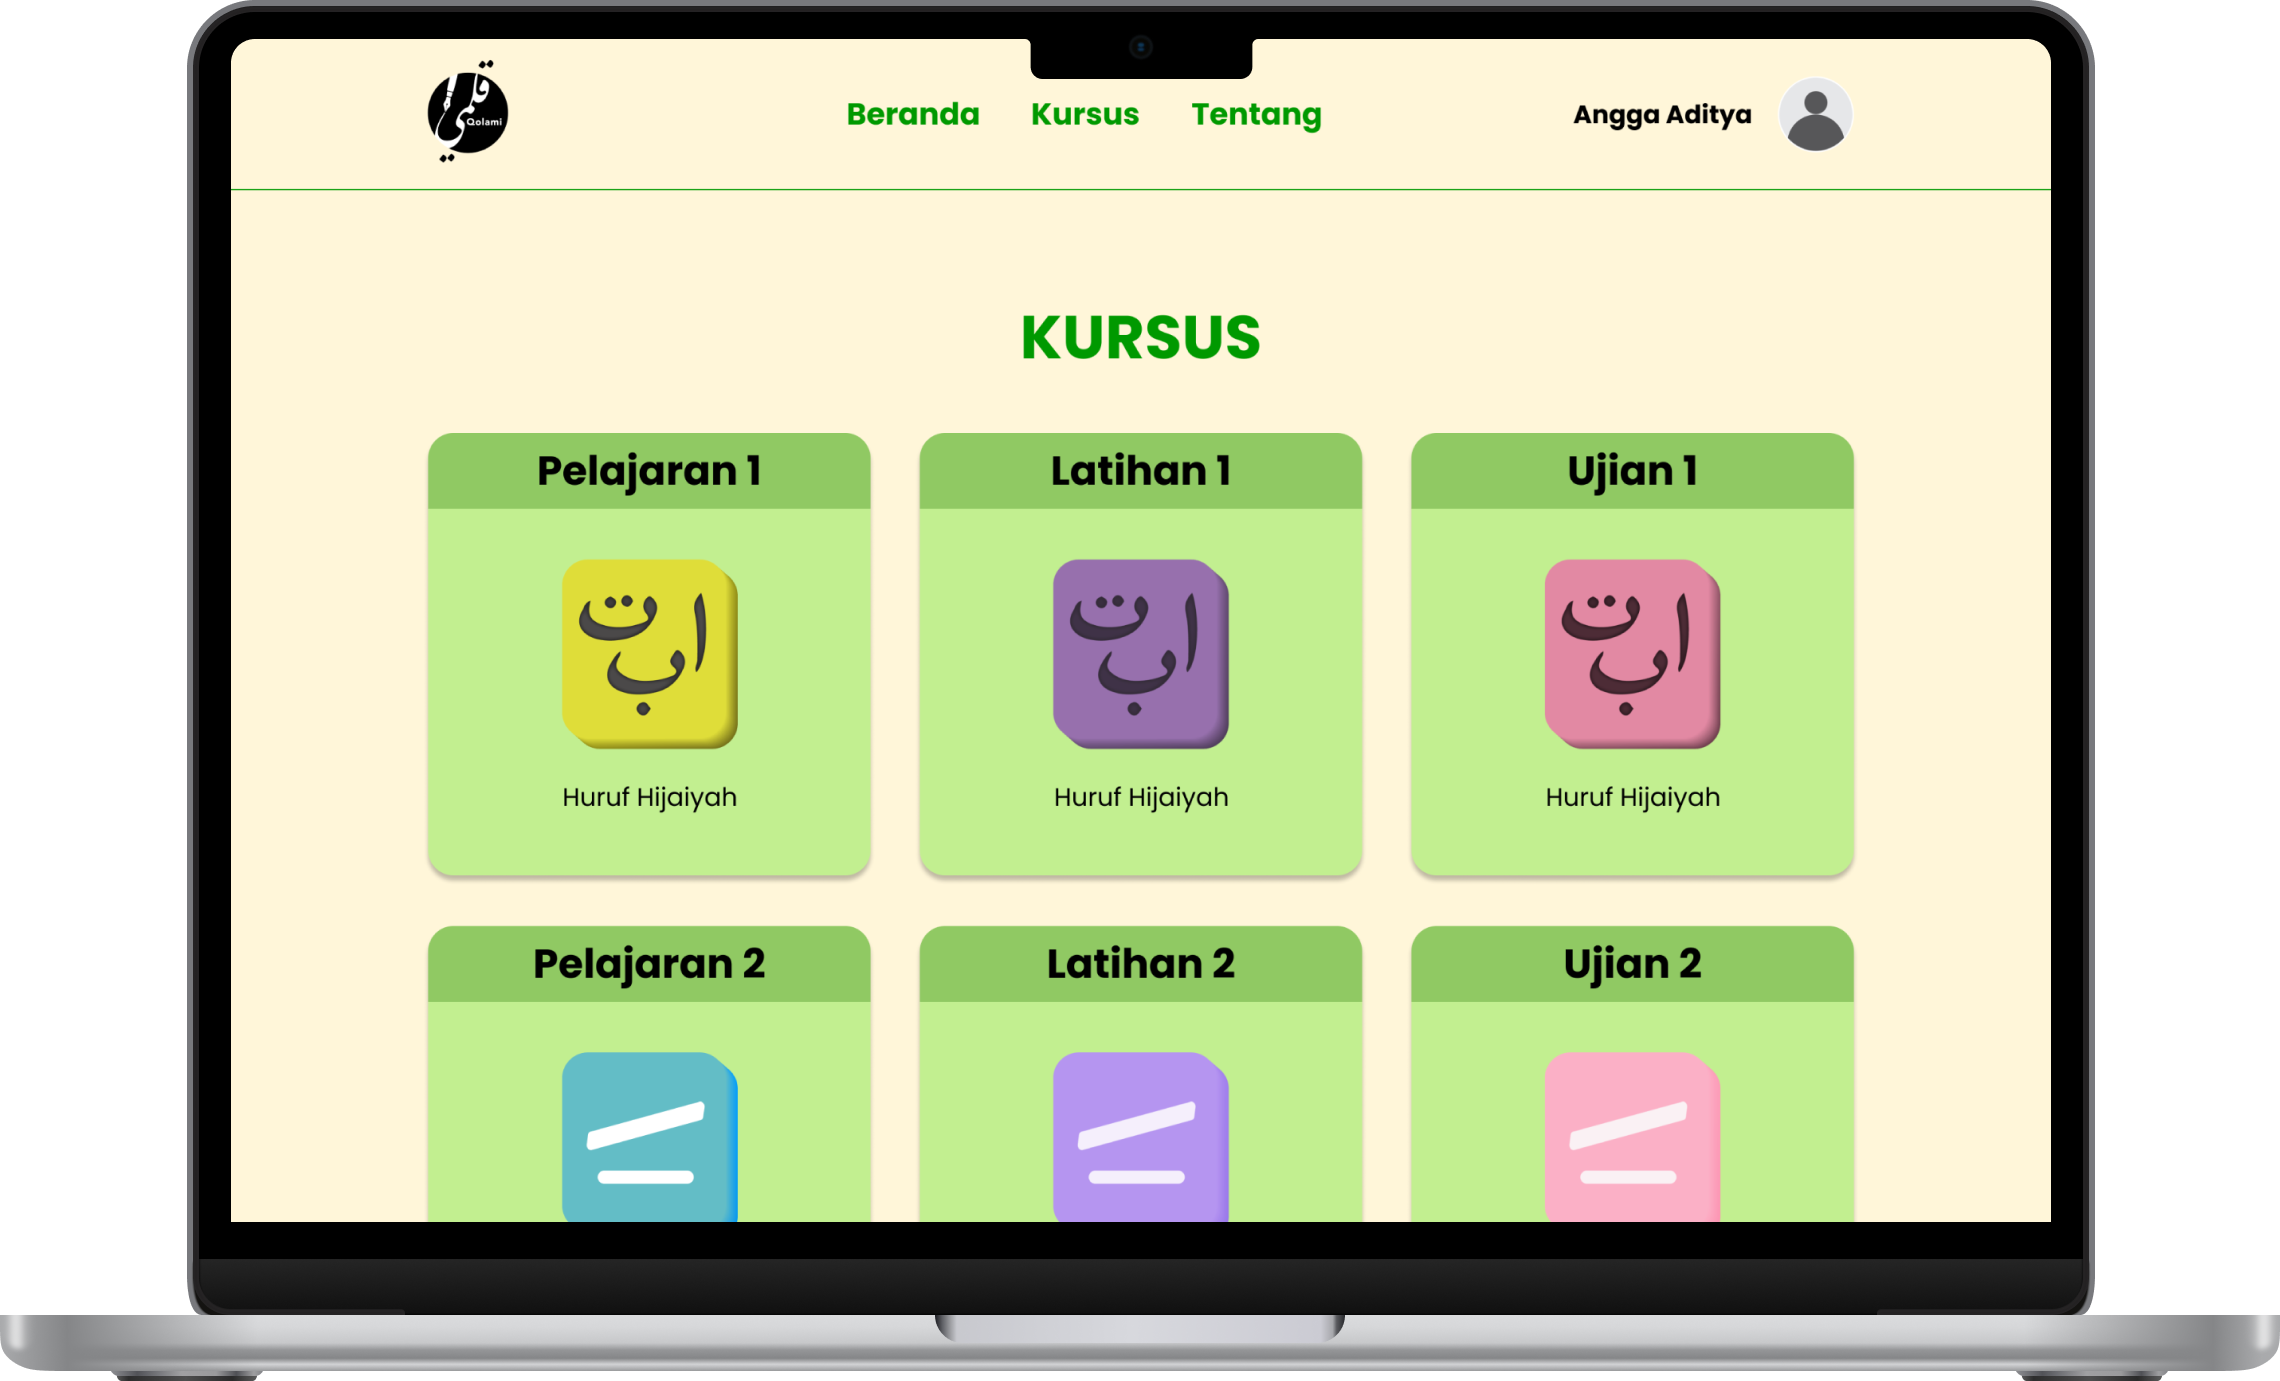 قلمي
Qolami
Beranda Kursus Tentang
Angga Aditya
KURSUS
Pelajaran 1
ا ب ت
Huruf Hijaiyah
Latihan 1
ا ب ت
Huruf Hijaiyah
Ujian 1
ا ب ت
Huruf Hijaiyah
Pelajaran 2
Latihan 2
Ujian 2